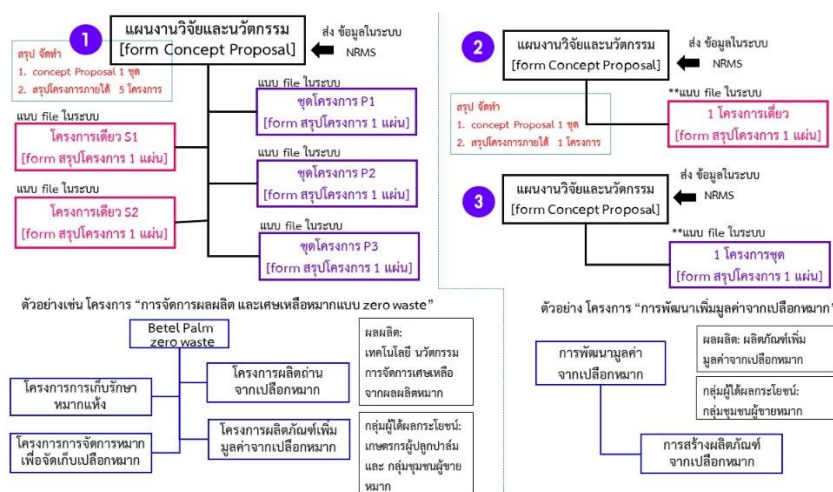 1
แผนงานวิจัยและนวัตกรรม
[form Concept Proposal]
ส่ง ข้อมูลในระบบ
NRMS
สรุป จัดทำ
1. concept Proposal 1 ชุด
2. สรุปโครงการภายใต้ 5 โครงการ
แนบ file ในระบบ
ชุดโครงการ P1
[form สรุปโครงการ 1 แผ่น]
แนบ file ในระบบ
โครงการเดี่ยว S1
[form สรุปโครงการ 1 แผ่น]
แนบ file ในระบบ
ชุดโครงการ P2
[form สรุปโครงการ 1 แผ่น]
แนบ file ในระบบ
โครงการเดี่ยว S2
[form สรุปโครงการ 1 แผ่น]
แนบ file ในระบบ
ชุดโครงการ P3
[form สรุปโครงการ 1 แผ่น]
2
แผนงานวิจัยและนวัตกรรม
[form Concept Proposal]
ส่ง ข้อมูลในระบบ
NRMS
**แนบ file ในระบบ
1 โครงการเดี่ยว
[form สรุปโครงการ 1 แผ่น]
สรุป จัดทำ
1. concept Proposal 1 ชุด
2. สรุปโครงการภายใต้ 1 โครงการ
3
แผนงานวิจัยและนวัตกรรม
[form Concept Proposal]
ส่ง ข้อมูลในระบบ
NRMS
**แนบ file ในระบบ
1 โครงการชุด
[form สรุปโครงการ 1 แผ่น]
ตัวอย่างเช่น โครงการ “การจัดการผลผลิต และเศษเหลือหมากแบบ zero waste”
Betel Palm
zero waste
โครงการผลิตถ่าน
จากเปลือกหมาก
โครงการการเก็บรักษา
หมากแห้ง
โครงการผลิตภัณฑ์เพิ่ม
มูลค่าจากเปลือกหมาก
โครงการการจัดการหมาก
เพื่อจัดเก็บเปลือกหมาก
ผลผลิต:
เทคโนโลยี นวัตกรรม
การจัดการเศษเหลือ
จากผลผลิตหมาก
กลุ่มผู้ได้ผลกระโยชน์:
เกษตรกรผู้ปลูกปาล์ม
และ กลุ่มชุมชนผู้ขาย
หมาก
ตัวอย่าง โครงการ “การพัฒนาเพิ่มมูลค่าจากเปลือกหมาก”
การพัฒนามูลค่า
จากเปลือกหมาก
ผลผลิต: ผลิตภัณฑ์เพิ่ม
มูลค่าจากเปลือกหมาก
กลุ่มผู้ได้ผลกระโยชน์:
กลุ่มชุมชนผู้ขายหมาก
การสร้างผลิตภัณฑ์
จากเปลือกหมาก